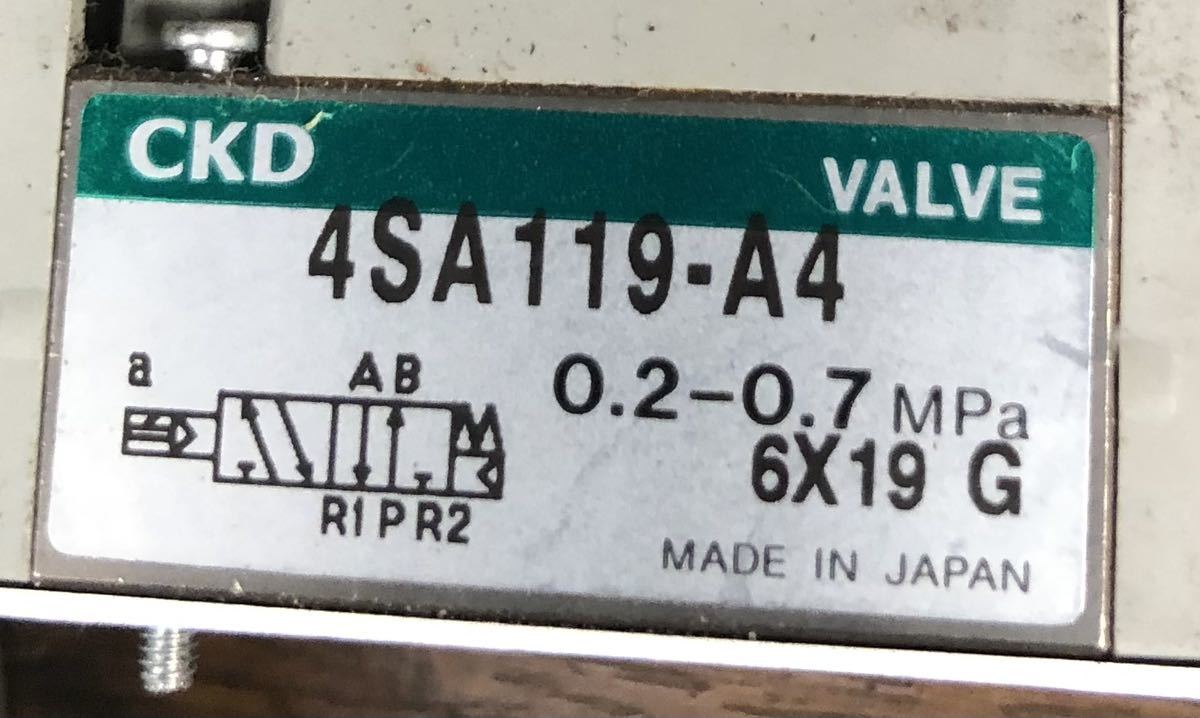 CKD VALVE
4SA119-A4
a AB 0.2-0.7 MPa
6X19 G
R1 P R2
MADE IN JAPAN